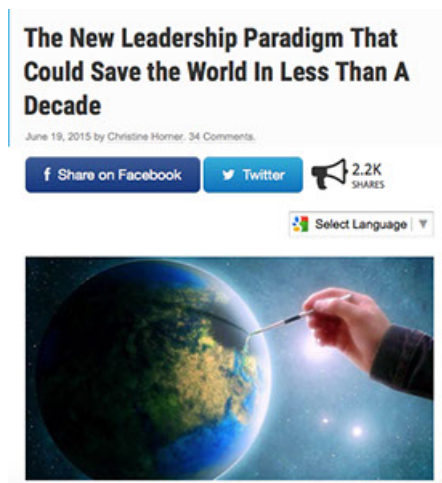 The New Leadership Paradigm That
Could Save the World In Less Than A
Decade
June 19, 2015 by Christine Horner. 34 Comments.
f Share on Facebook
Twitter
2.2K
SHARES
Select Language